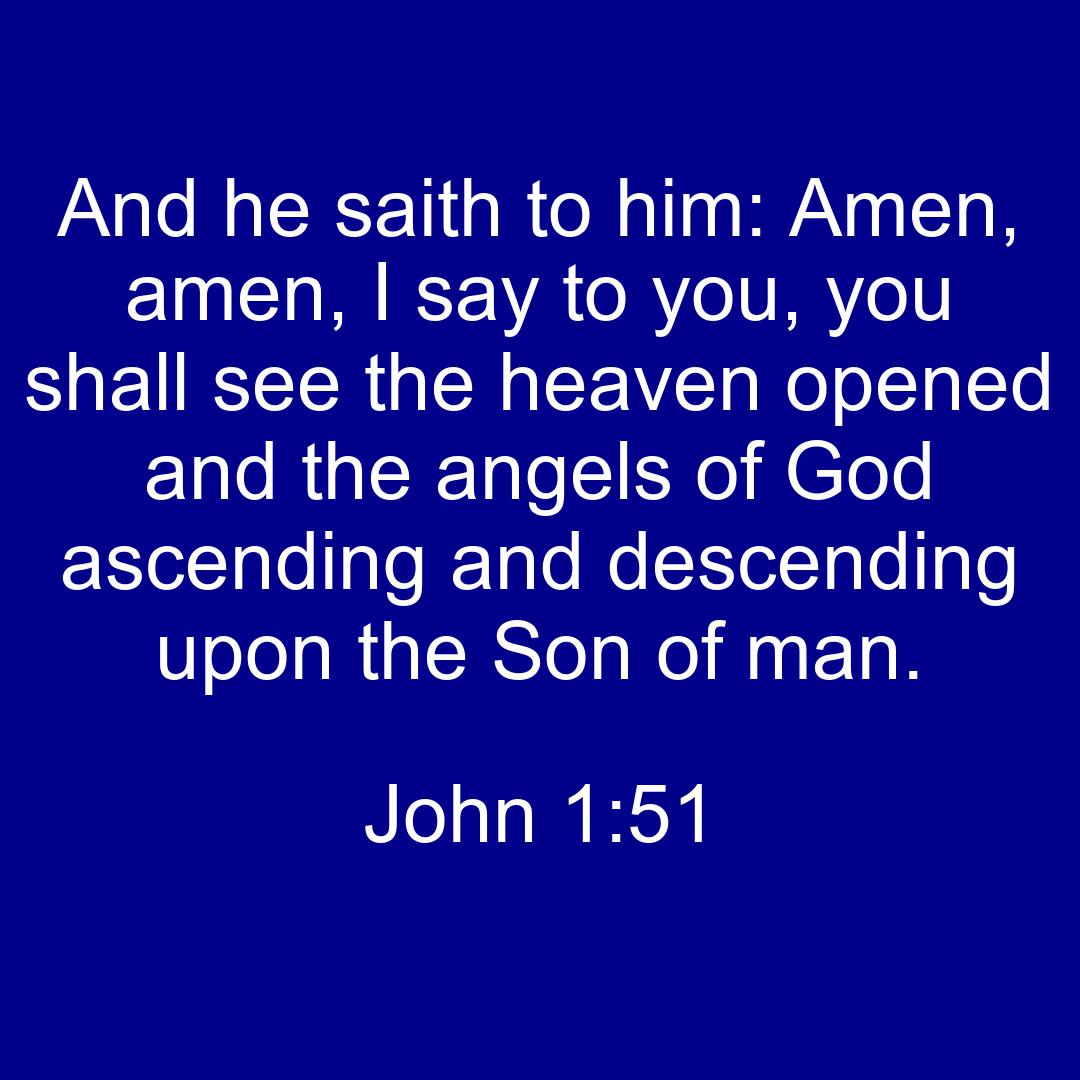 And he saith to him: Amen,
amen, I say to you, you
shall see the heaven opened
and the angels of God
ascending and descending
upon the Son of man.
John 1:51